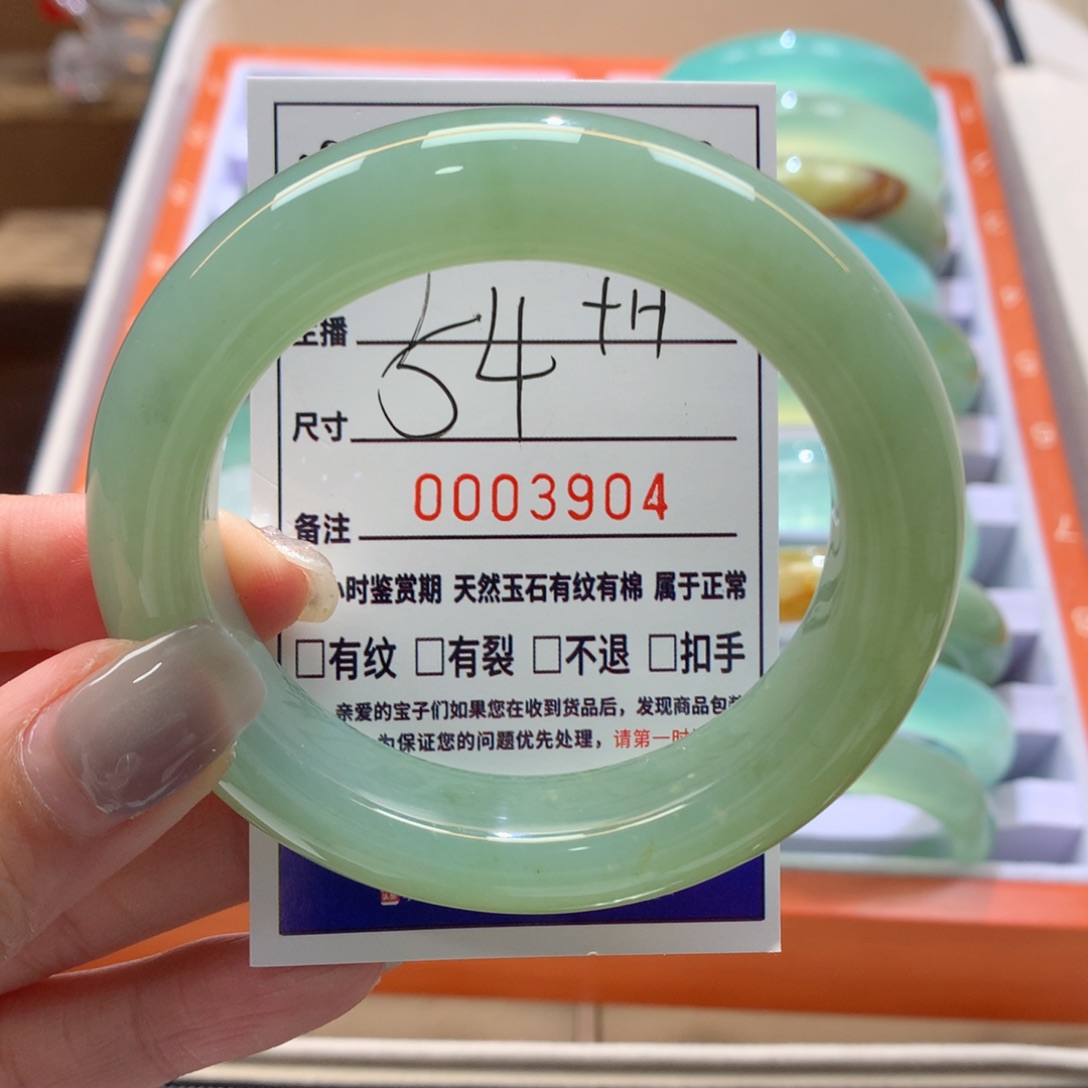 主播
54 +H
尺寸
0003904
备注
小时鉴赏期 天然玉石有纹有棉 属于正常
□有纹 □有裂 □不退 □扣手
亲爱的宝子们如果您在收到货品后，发现商品包装
为保证您的问题优先处理，请第一时